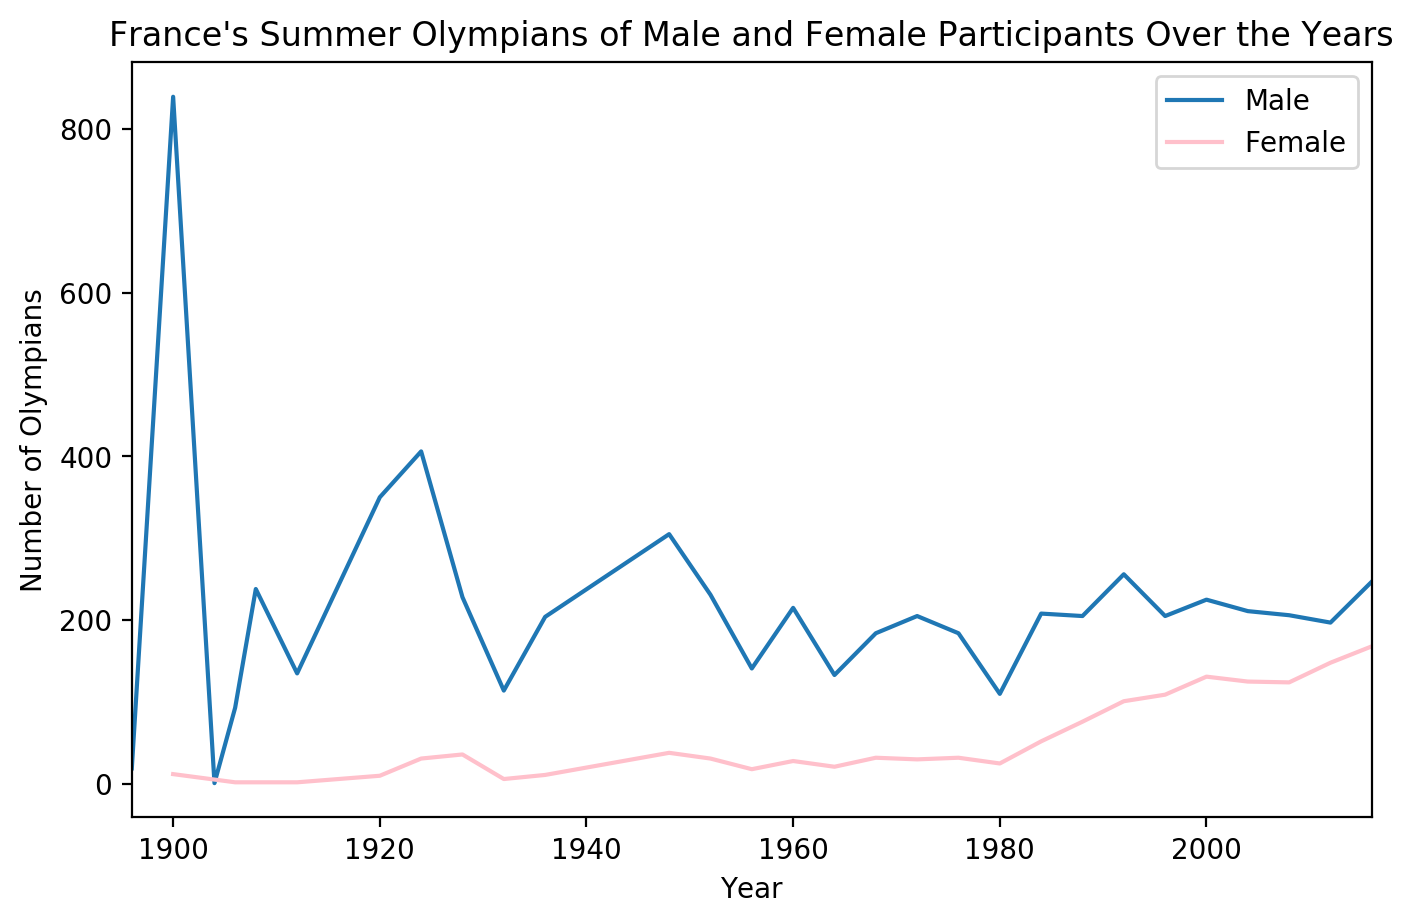 France's Summer Olympians of Male and Female Participants Over the Years
Male
Female
800
600
400
200
0
Number of Olympians
1900 1920 1940 1960 1980 2000
Year